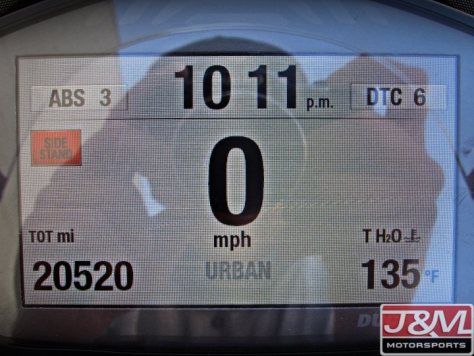 ABS 3
10 11 p.m.
DTC 6
SIDE
STAND
0
mph
TOT mi
20520
URBAN
T H₂O
135 °F
J&M
MOTORSPORTS